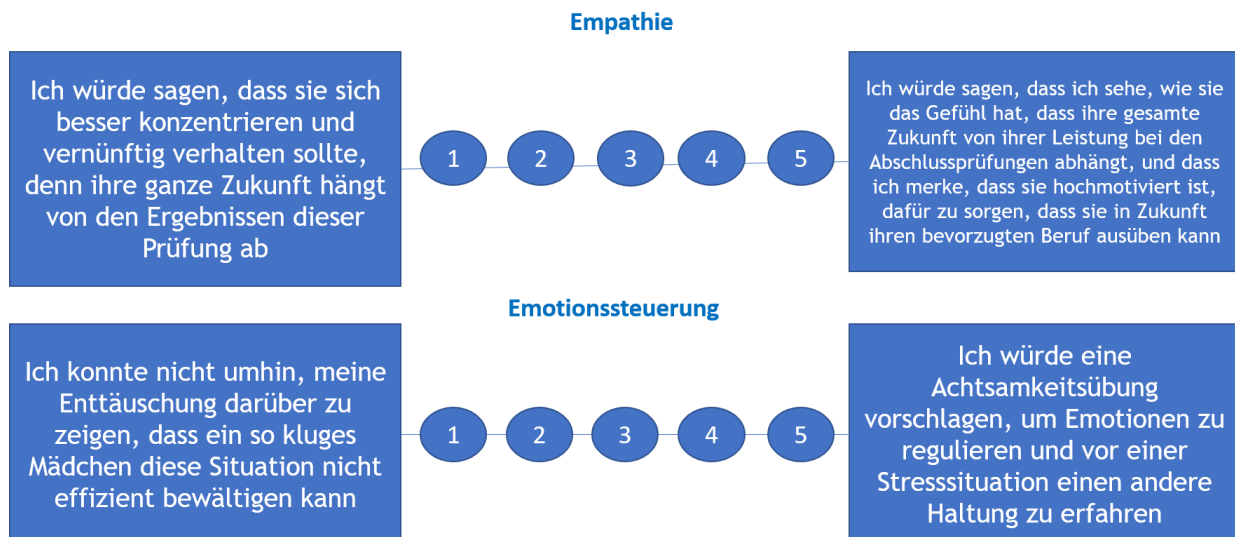 Empathie
Ich würde sagen, dass sie sich
besser konzentrieren und
vernünftig verhalten sollte,
denn ihre ganze Zukunft hängt
von den Ergebnissen dieser
Prüfung ab
1 2 3 4 5
Ich würde sagen, dass ich sehe, wie sie
das Gefühl hat, dass ihre gesamte
Zukunft von ihrer Leistung bei den
Abschlussprüfungen abhängt, und dass
ich merke, dass sie hochmotiviert ist,
dafür zu sorgen, dass sie in Zukunft
ihren bevorzugten Beruf ausüben kann
Emotionssteuerung
Ich konnte nicht umhin, meine
Enttäuschung darüber zu
zeigen, dass ein so kluges
Mädchen diese Situation nicht
effizient bewältigen kann
1 2 3 4 5
Ich würde eine
Achtsamkeitsübung
vorschlagen, um Emotionen zu
regulieren und vor einer
Stresssituation einen andere
Haltung zu erfahren